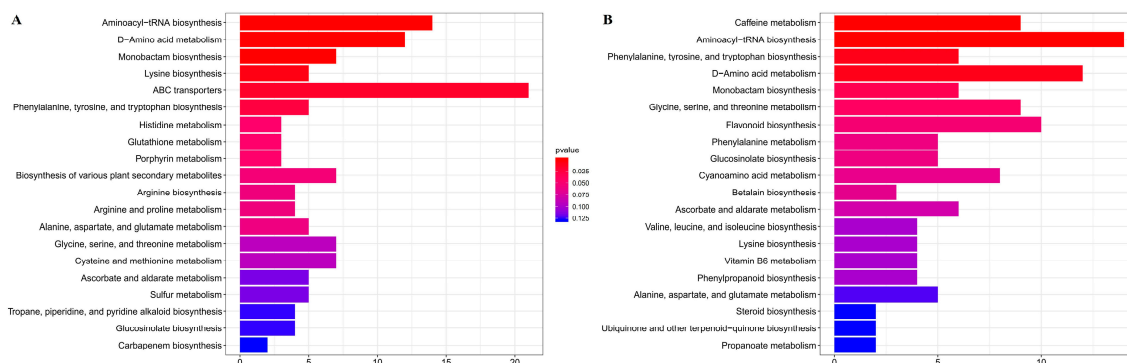 A
Aminoacyl-tRNA biosynthesis
D-Amino acid metabolism
Monobactam biosynthesis
Lysine biosynthesis
ABC transporters
Phenylalanine, tyrosine, and tryptophan biosynthesis
Histidine metabolism
Glutathione metabolism
Porphyrin metabolism
Biosynthesis of various plant secondary metabolites
Arginine biosynthesis
Arginine and proline metabolism
Alanine, aspartate, and glutamate metabolism
Glycine, serine, and threonine metabolism
Cysteine and methionine metabolism
Ascorbate and aldarate metabolism
Sulfur metabolism
Tropane, piperidine, and pyridine alkaloid biosynthesis
Glucosinolate biosynthesis
Carbapenem biosynthesis
0 5 10 15 20
pvalue
0.025
0.050
0.075
0.100
0.125
B
Caffeine metabolism
Aminoacyl-tRNA biosynthesis
Phenylalanine, tyrosine, and tryptophan biosynthesis
D-Amino acid metabolism
Monobactam biosynthesis
Glycine, serine, and threonine metabolism
Flavonoid biosynthesis
Phenylalanine metabolism
Glucosinolate biosynthesis
Cyanoamino acid metabolism
Betalain biosynthesis
Ascorbate and aldarate metabolism
Valine, leucine, and isoleucine biosynthesis
Lysine biosynthesis
Vitamin B6 metabolism
Phenylpropanoid biosynthesis
Alanine, aspartate, and glutamate metabolism
Steroid biosynthesis
Ubiquinone and other terpenoid-quinone biosynthesis
Propanoate metabolism
0 5 10